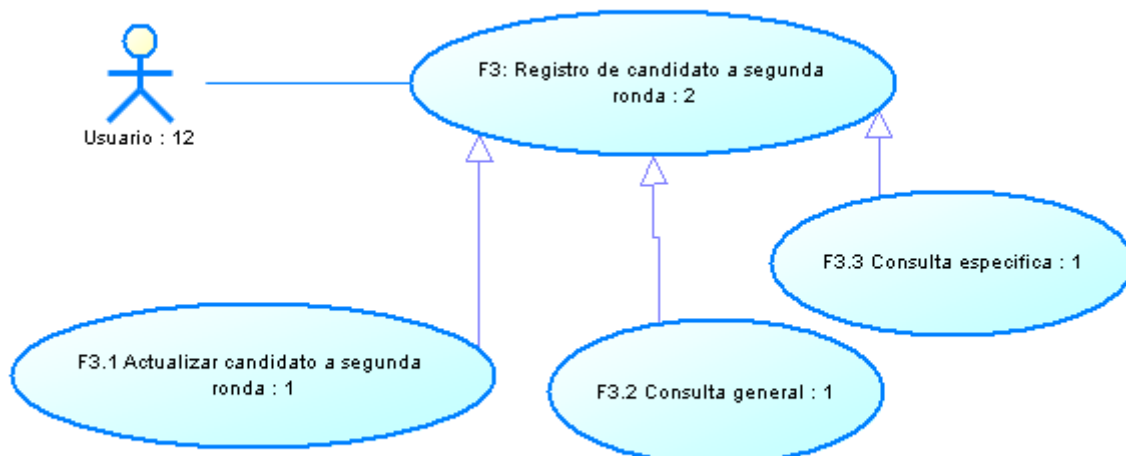 F3: Registro de candidato a segunda
ronda : 2
Usuario : 12
F3.3 Consulta especifica : 1
F3.1 Actualizar candidato a segunda
ronda : 1
F3.2 Consulta general : 1